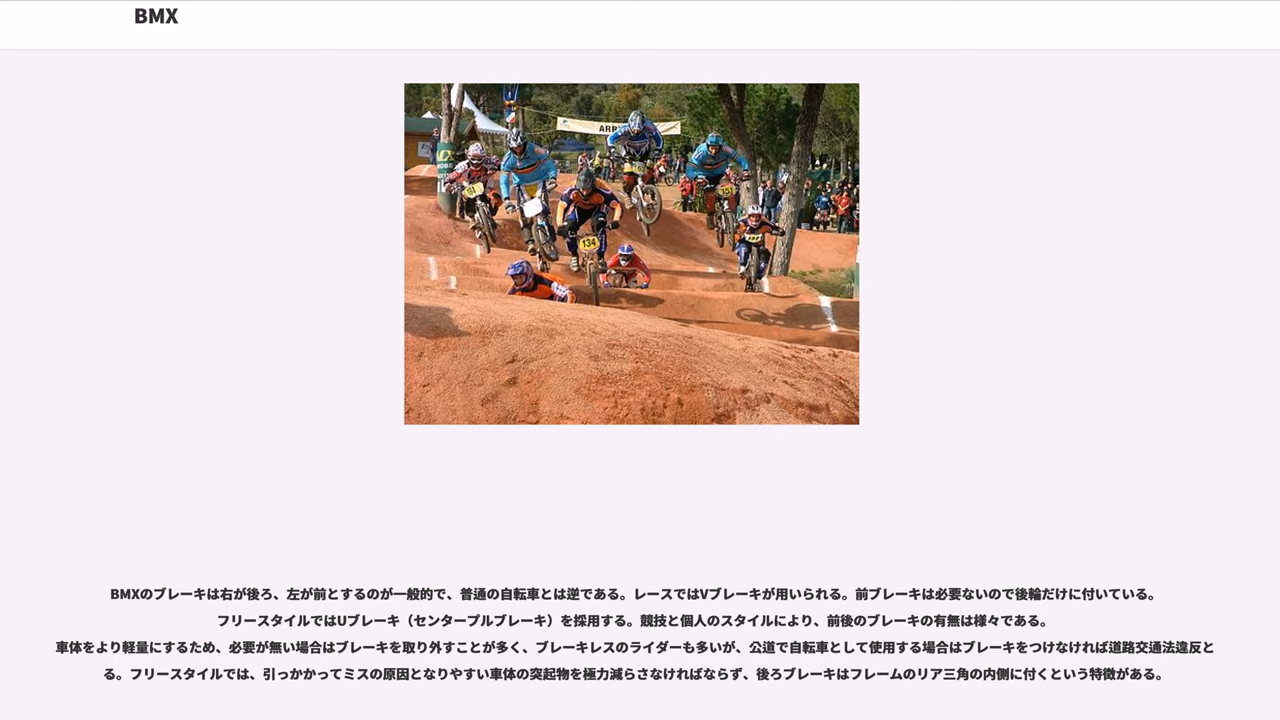 BMX
ARR
134
BMXのブレーキは右が後ろ、左が前とするのが一般的で、普通の自転車とは逆である。レースではVブレーキが用いられる。前ブレーキは必要ないので後輪だけに付いている。
フリースタイルではUブレーキ（センタープルブレーキ）を採用する。競技と個人のスタイルにより、前後のブレーキの有無は様々である。
車体をより軽量にするため、必要が無い場合はブレーキを取り外すことが多く、ブレーキレスのライダーも多いが、公道で自転車として使用する場合はブレーキをつけなければ道路交通法違反と
る。フリースタイルでは、引っかかってミスの原因となりやすい車体の突起物を極力減らさなければならず、後ろブレーキはフレームのリア三角の内側に付くという特徴がある。